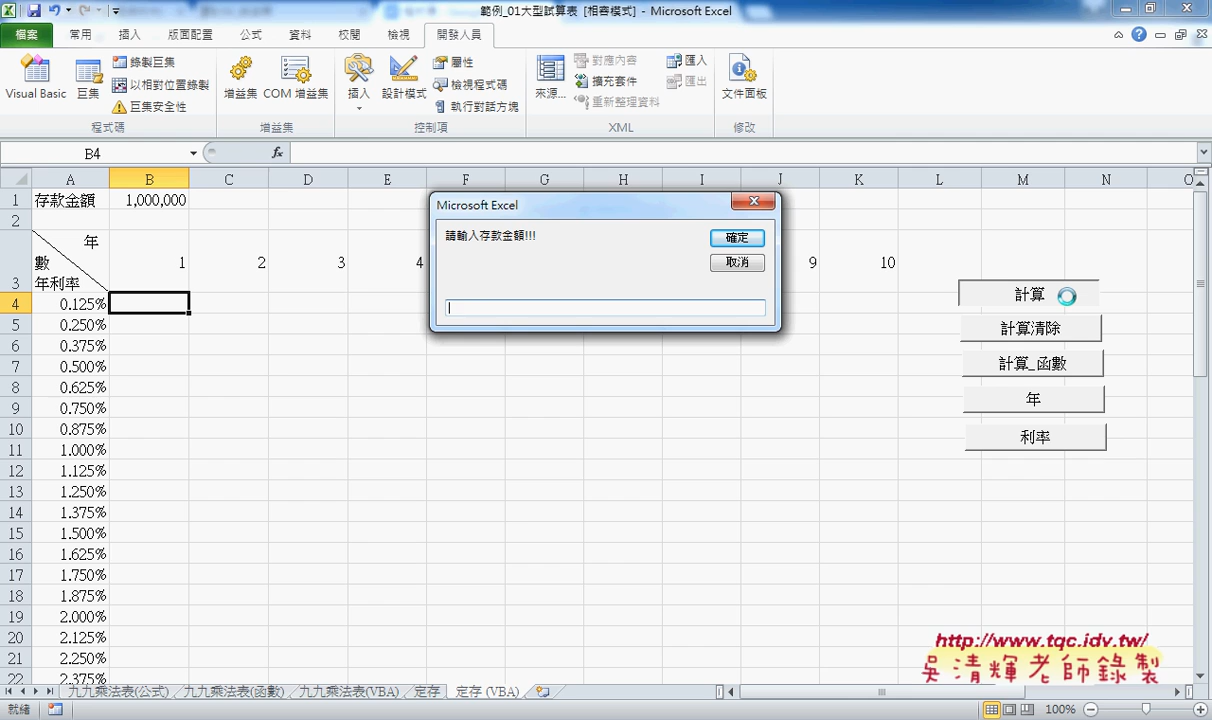 範例_01大型試算表 [相容模式] - Microsoft Excel
檔案 常用 插入 版面配置 公式 資料 校閱 檢視 開發人員
Visual Basic 巨集 錄製巨集 以相對位置錄製 巨集安全性 程式碼
增益集 COM 增益集 增益集
插入 設計模式 屬性 檢視程式碼 執行對話方塊 控制項
來源... 對應內容 擴充套件 重新整理資料 匯入 匯出 XML
文件面板 修改
B4 fx
A B C D E F G H I J K L M N O
1 存款金額 1,000,000
2
年
數
3 年利率 1 2 3 4 9 10
4 0.125%
5 0.250%
6 0.375%
7 0.500%
8 0.625%
9 0.750%
10 0.875%
11 1.000%
12 1.125%
13 1.250%
14 1.375%
15 1.500%
16 1.625%
17 1.750%
18 1.875%
19 2.000%
20 2.125%
21 2.250%
22 2.375%
Microsoft Excel
請輸入存款金額!!!
確定
取消
計算
計算清除
計算_函數
年
利率
http://www.tqc.idv.tw/
吳清輝老師錄製
九九乘法表(公式) 九九乘法表(函數) 九九乘法表(VBA) 定存 定存 (VBA)
就緒 100%